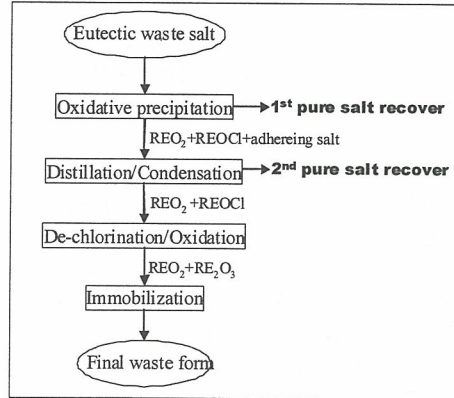 Eutectic waste salt
Oxidative precipitation
1st pure salt recover
REO₂+REOCl+adhereing salt
Distillation/Condensation
2nd pure salt recover
REO₂ +REOCl
De-chlorination/Oxidation
REO₂+RE₂O₃
Immobilization
Final waste form